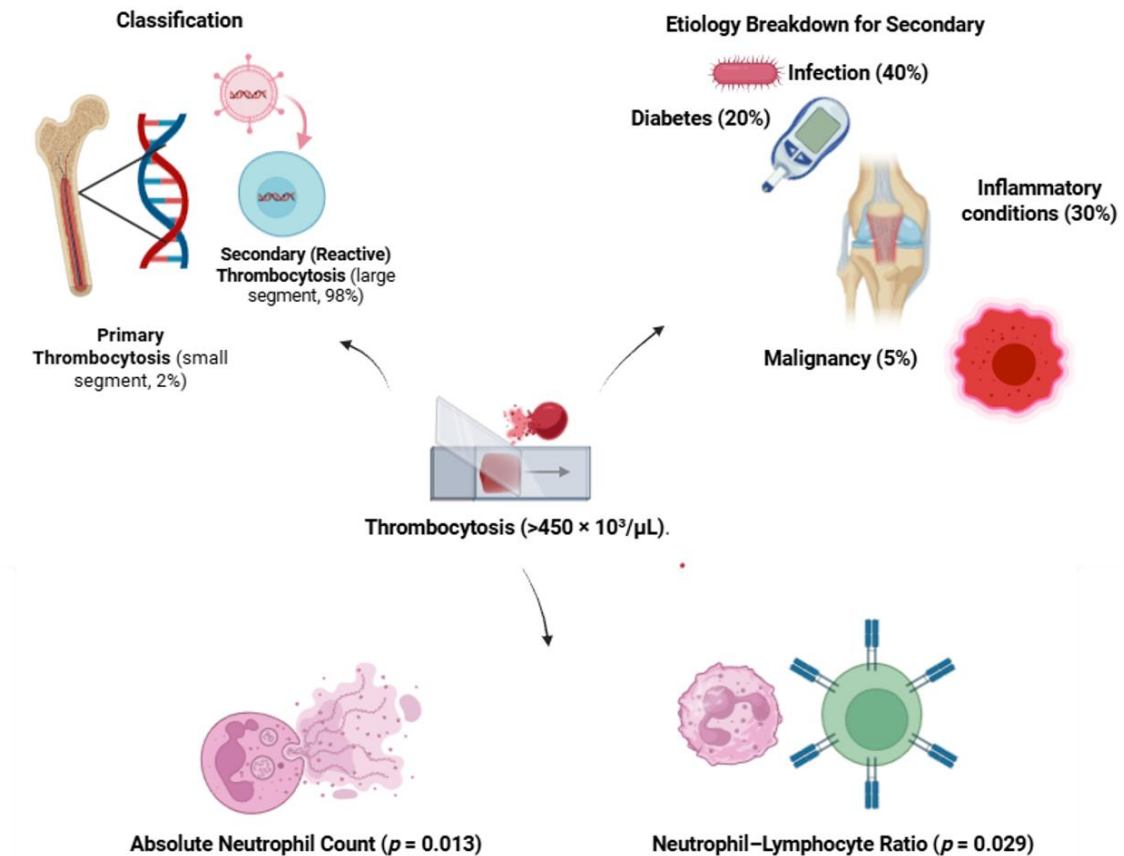 Classification
Secondary (Reactive)
Thrombocytosis (large
segment, 98%)
Primary
Thrombocytosis (small
segment, 2%)
Etiology Breakdown for Secondary
Infection (40%)
Diabetes (20%)
Inflammatory
conditions (30%)
Malignancy (5%)
Thrombocytosis (>450 × 10³/µL).
Absolute Neutrophil Count (p = 0.013)
Neutrophil–Lymphocyte Ratio (p = 0.029)